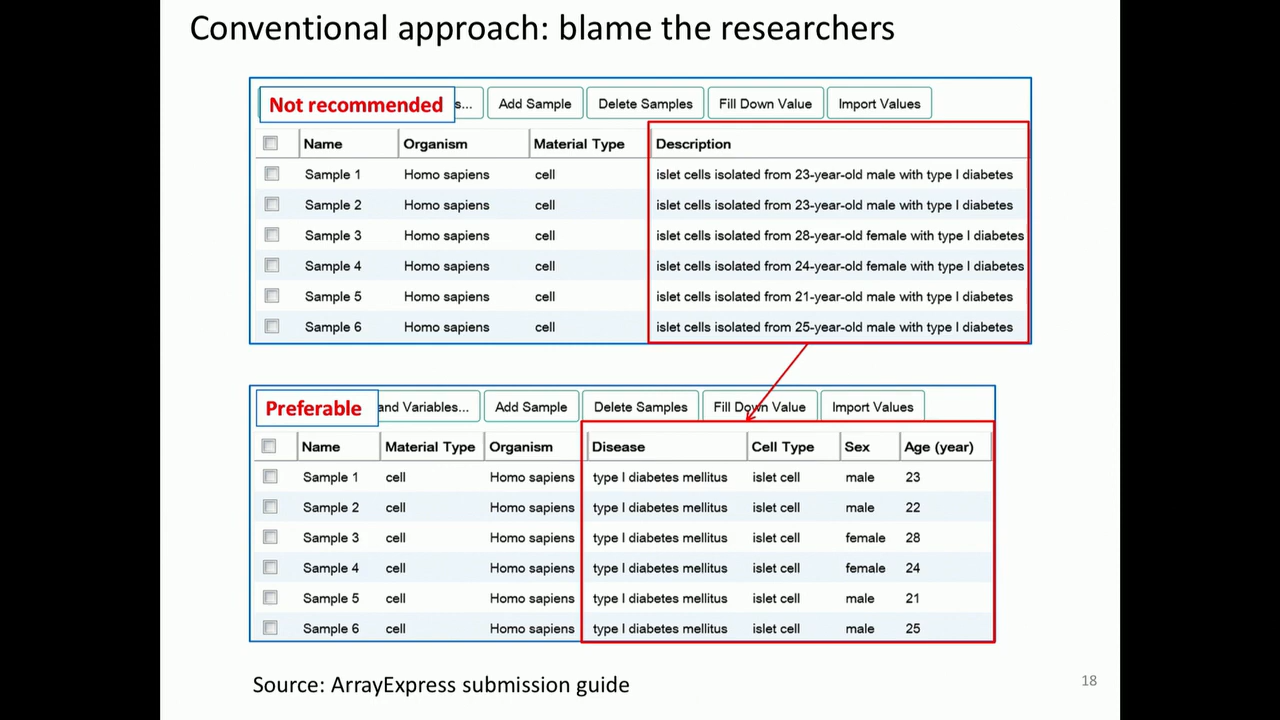 Conventional approach: blame the researchers
Not recommended s... Add Sample Delete Samples Fill Down Value Import Values
Name Organism Material Type Description
Sample 1 Homo sapiens cell islet cells isolated from 23-year-old male with type I diabetes
Sample 2 Homo sapiens cell islet cells isolated from 23-year-old male with type I diabetes
Sample 3 Homo sapiens cell islet cells isolated from 28-year-old female with type I diabetes
Sample 4 Homo sapiens cell islet cells isolated from 24-year-old female with type I diabetes
Sample 5 Homo sapiens cell islet cells isolated from 21-year-old male with type I diabetes
Sample 6 Homo sapiens cell islet cells isolated from 25-year-old male with type I diabetes
Preferable and Variables... Add Sample Delete Samples Fill Down Value Import Values
Name Material Type Organism Disease Cell Type Sex Age (year)
Sample 1 cell Homo sapiens type I diabetes mellitus islet cell male 23
Sample 2 cell Homo sapiens type I diabetes mellitus islet cell male 22
Sample 3 cell Homo sapiens type I diabetes mellitus islet cell female 28
Sample 4 cell Homo sapiens type I diabetes mellitus islet cell female 24
Sample 5 cell Homo sapiens type I diabetes mellitus islet cell male 21
Sample 6 cell Homo sapiens type I diabetes mellitus islet cell male 25
Source: ArrayExpress submission guide
18